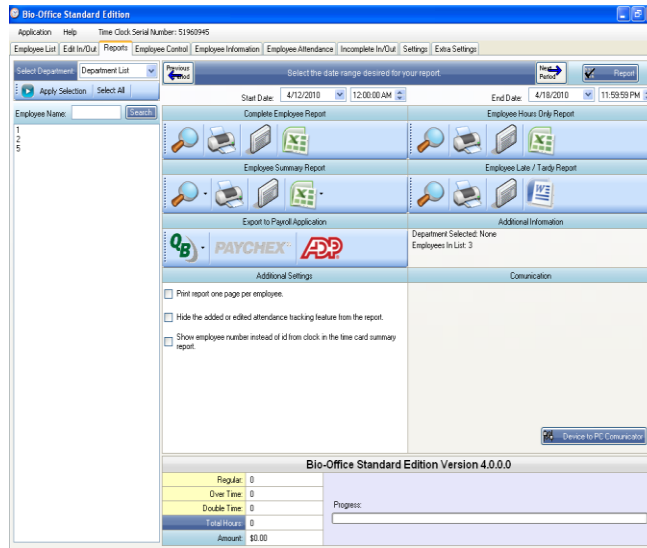 Bio-Office Standard Edition
Application Help Time Clock Serial Number: 51960945
Employee List Edit In/Out Reports Employee Control Employee Information Employee Attendance Incomplete In/Out Settings Extra Settings
Select Department: Department List
Previous Period
Select the date range desired for your report.
Next Period
Report
Apply Selection Select All
Start Date: 4/12/2010 12:00:00 AM
End Date: 4/18/2010 11:59:59 PM
Employee Name: Search
Complete Employee Report
Employee Hours Only Report
1
2
5
Employee Summary Report
Employee Late / Tardy Report
Export to Payroll Application
Additional Information
QB PAYCHEX ADP
Department Selected: None
Employees In List: 3
Additional Settings
Comunication
Print report one page per employee.
Hide the added or edited attendance tracking feature from the report.
Show employee number instead of id from clock in the time card summary
report.
Device to PC Comunicator
Bio-Office Standard Edition Version 4.0.0.0
Regular: 0
Over Time: 0
Double Time: 0
Progress:
Total Hours: 0
Amount: $0.00